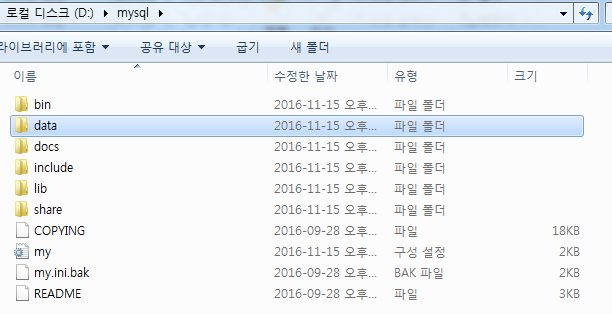 로컬 디스크 (D:) ▸ mysql ▸
라이브러리에 포함 공유 대상 굽기 새 폴더
이름 수정한 날짜 유형 크기
bin 2016-11-15 오후... 파일 폴더
data 2016-11-15 오후... 파일 폴더
docs 2016-11-15 오후... 파일 폴더
include 2016-11-15 오후... 파일 폴더
lib 2016-11-15 오후... 파일 폴더
share 2016-11-15 오후... 파일 폴더
COPYING 2016-09-28 오후... 파일 18KB
my 2016-11-15 오후... 구성 설정 2KB
my.ini.bak 2016-09-28 오후... BAK 파일 2KB
README 2016-09-28 오후... 파일 3KB